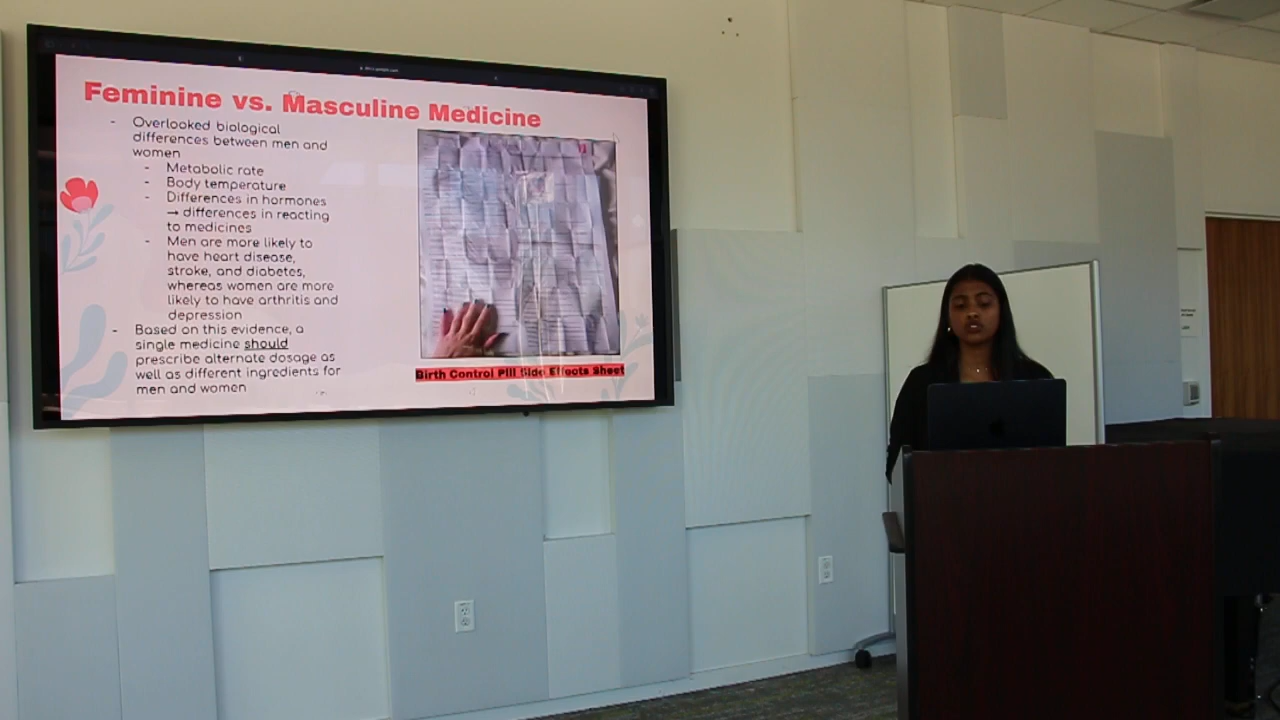 Feminine vs. Masculine Medicine
- Overlooked biological
differences between men and
women
- Metabolic rate
- Body temperature
- Differences in hormones
→ differences in reacting
to medicines
- Men are more likely to
have heart disease,
stroke, and diabetes,
whereas women are more
likely to have arthritis and
depression
- Based on this evidence, a
single medicine should
prescribe alternate dosage as
well as different ingredients for
men and women
Birth Control Pill Side Effects Sheet